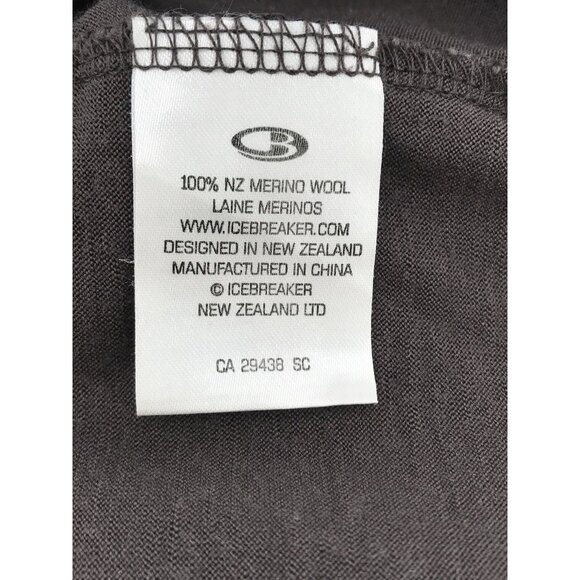 100% NZ MERINO WOOL
LAINE MERINOS
WWW.ICEBREAKER.COM
DESIGNED IN NEW ZEALAND
MANUFACTURED IN CHINA
© ICEBREAKER
NEW ZEALAND LTD
CA 29438 SC